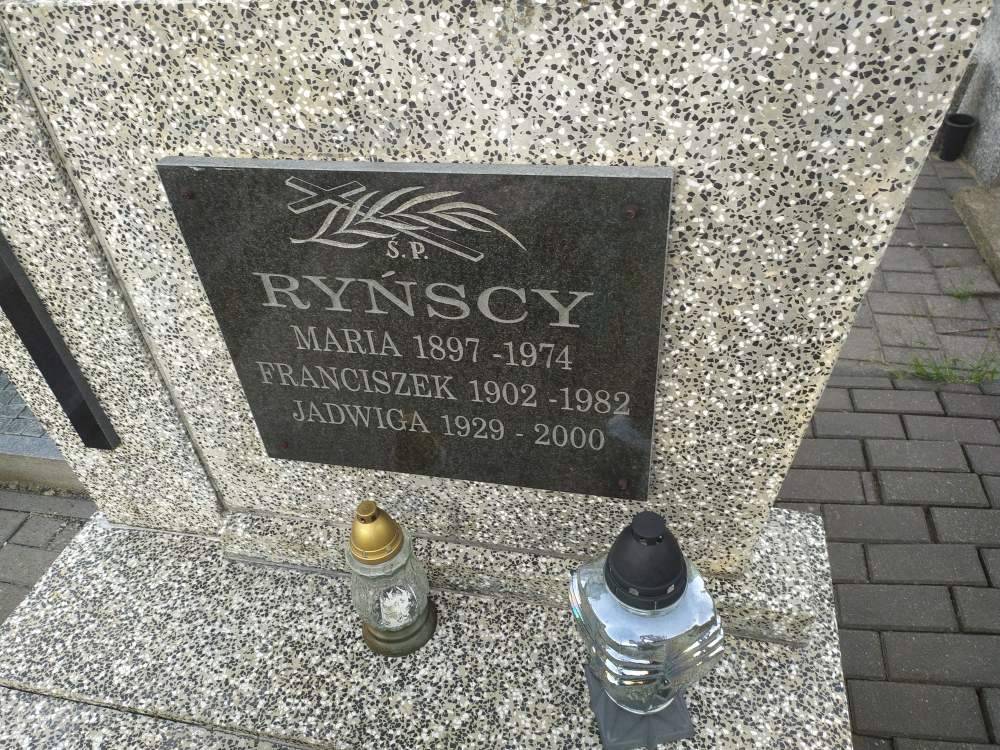 Ś.P.
RYŃSCY
MARIA 1897 - 1974
FRANCISZEK 1902 - 1982
JADWIGA 1929 - 2000